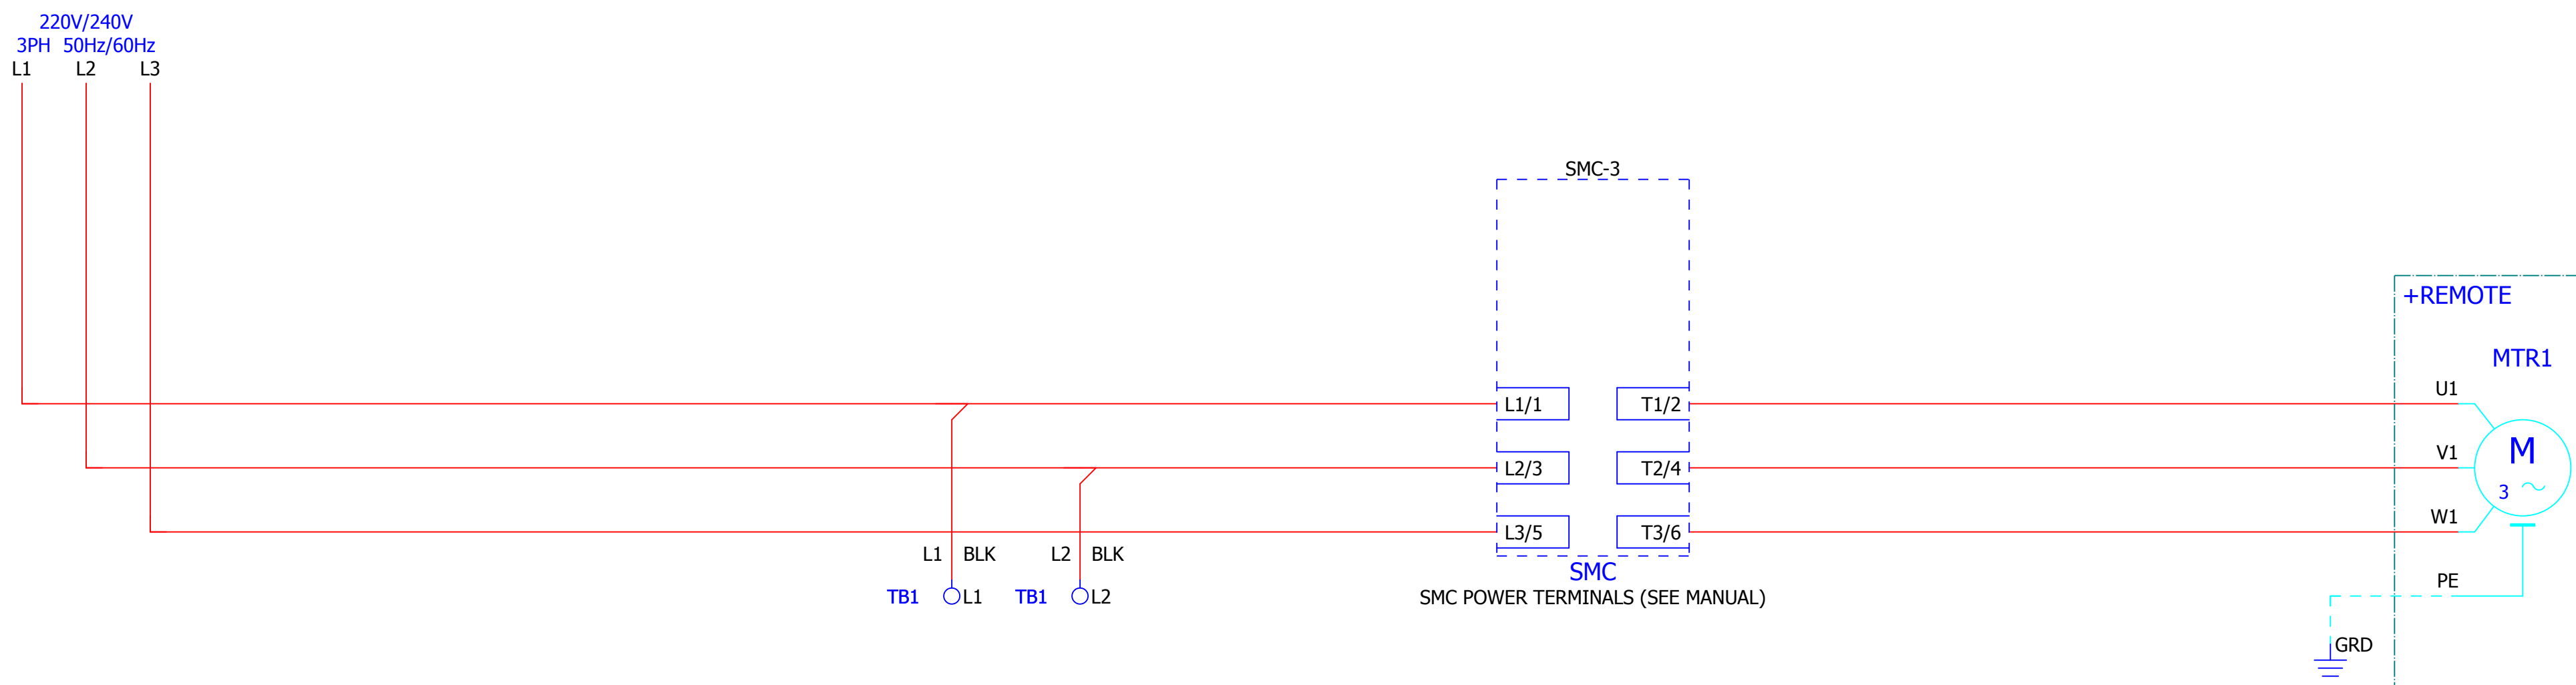 220V/240V
3PH 50Hz/60Hz
L1 L2 L3
SMC-3
+REMOTE
MTR1
U1
L1/1 T1/2
V1
M
L2/3 T2/4
3
W1
L3/5 T3/6
L1 BLK L2 BLK
SMC
PE
TB1 L1 TB1 L2
SMC POWER TERMINALS (SEE MANUAL)
GRD